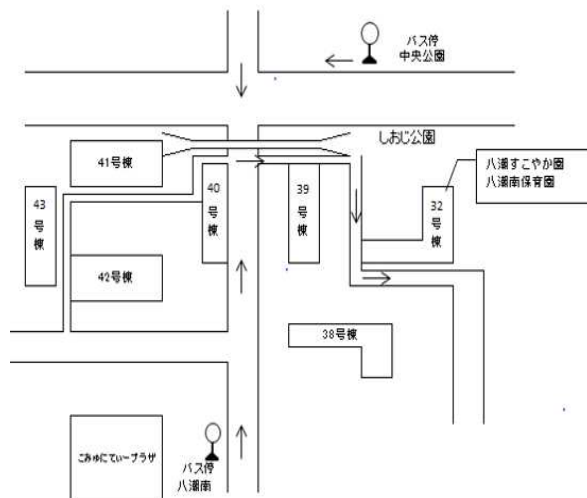 バス停
中央公園
しおじ公園
41号棟
八潮すこやか園
八潮南保育園
43
号
棟
40
号
棟
39
号
棟
32
号
棟
42号棟
38号棟
こみゅにてぃープラザ
バス停
八潮南